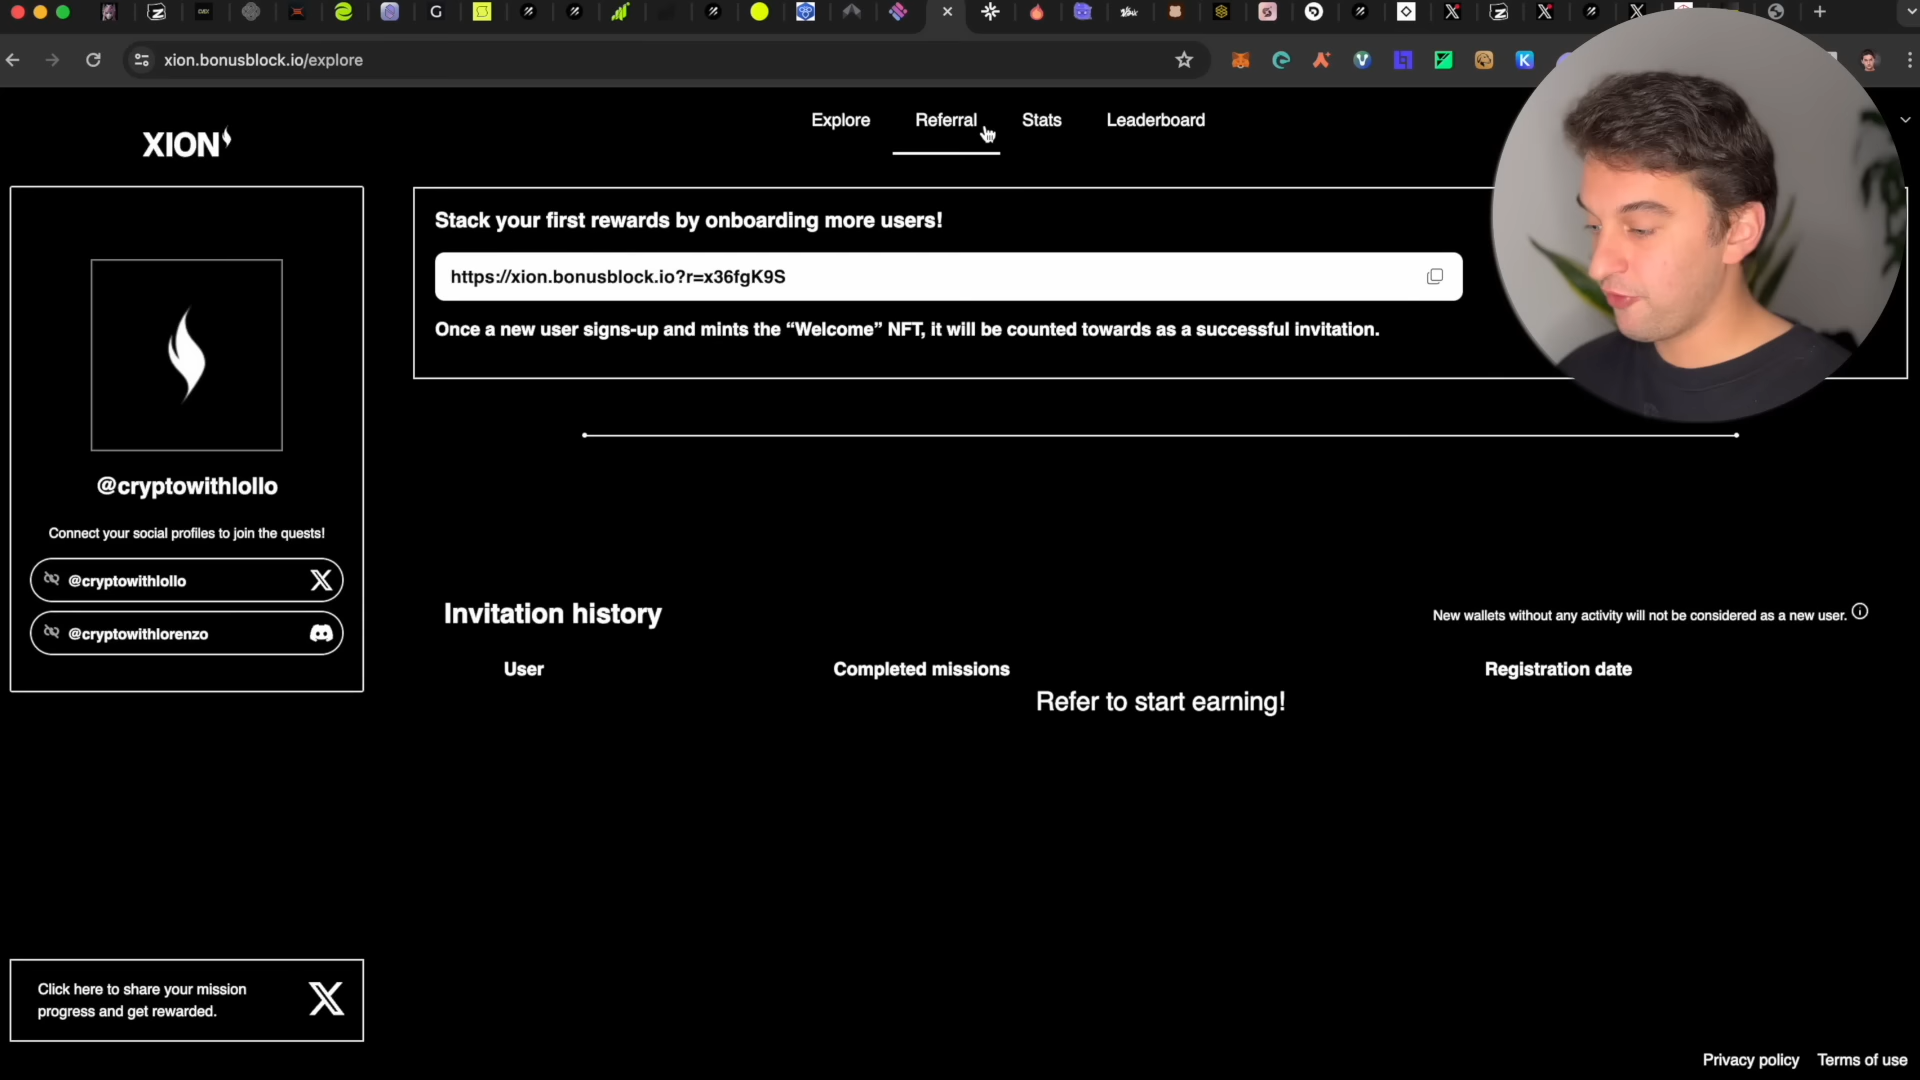 xion.bonusblock.io/explore
XION
Explore
Referral
Stats
Leaderboard
Stack your first rewards by onboarding more users!
https://xion.bonusblock.io?r=x36fgK9S
Once a new user signs-up and mints the “Welcome” NFT, it will be counted towards as a successful invitation.
@cryptowithlollo
Connect your social profiles to join the quests!
@cryptowithlollo
@cryptowithlorenzo
Invitation history
New wallets without any activity will not be considered as a new user.
User
Completed missions
Registration date
Refer to start earning!
Click here to share your mission
progress and get rewarded.
Privacy policy
Terms of use